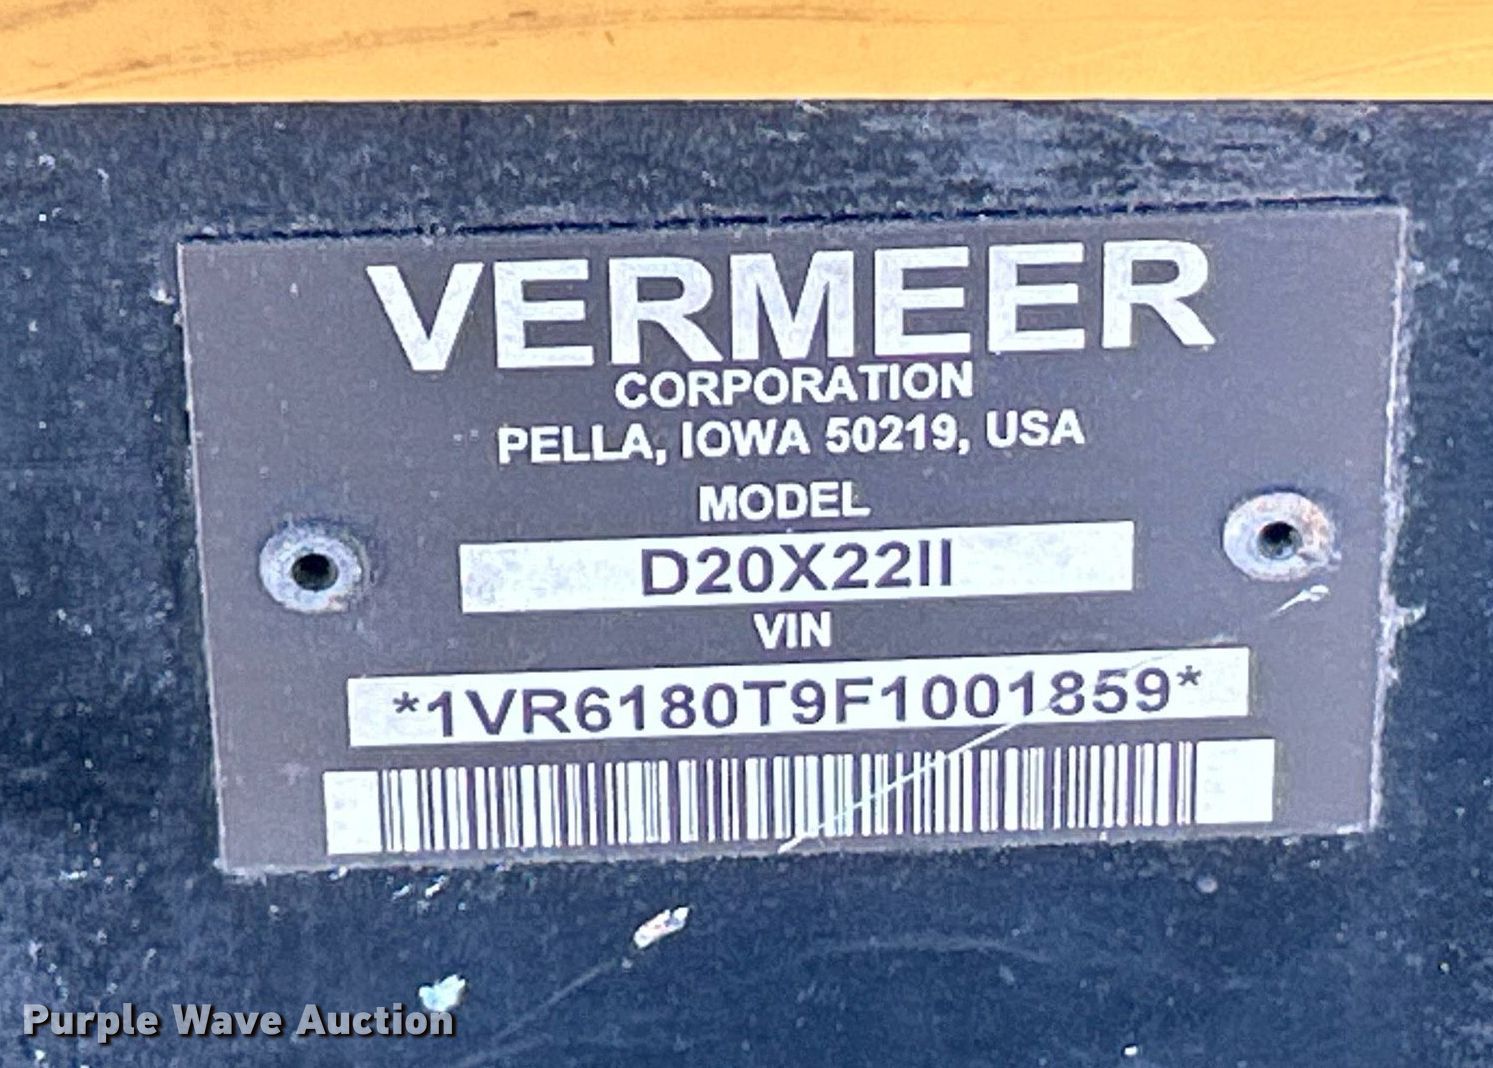 VERMEER
CORPORATION
PELLA, IOWA 50219, USA
MODEL
D20X22II
VIN
*1VR6180T9F1001859*
Purple Wave Auction